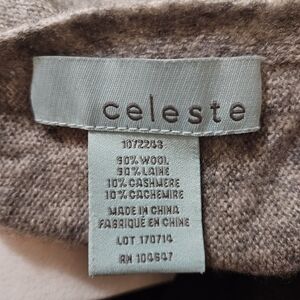 celeste
1072243
90% WOOL
90% LAINE
10% CASHMERE
10% CACHEMIRE
MADE IN CHINA
FABRIQUÉ EN CHINE
LOT 170714
RN 104647